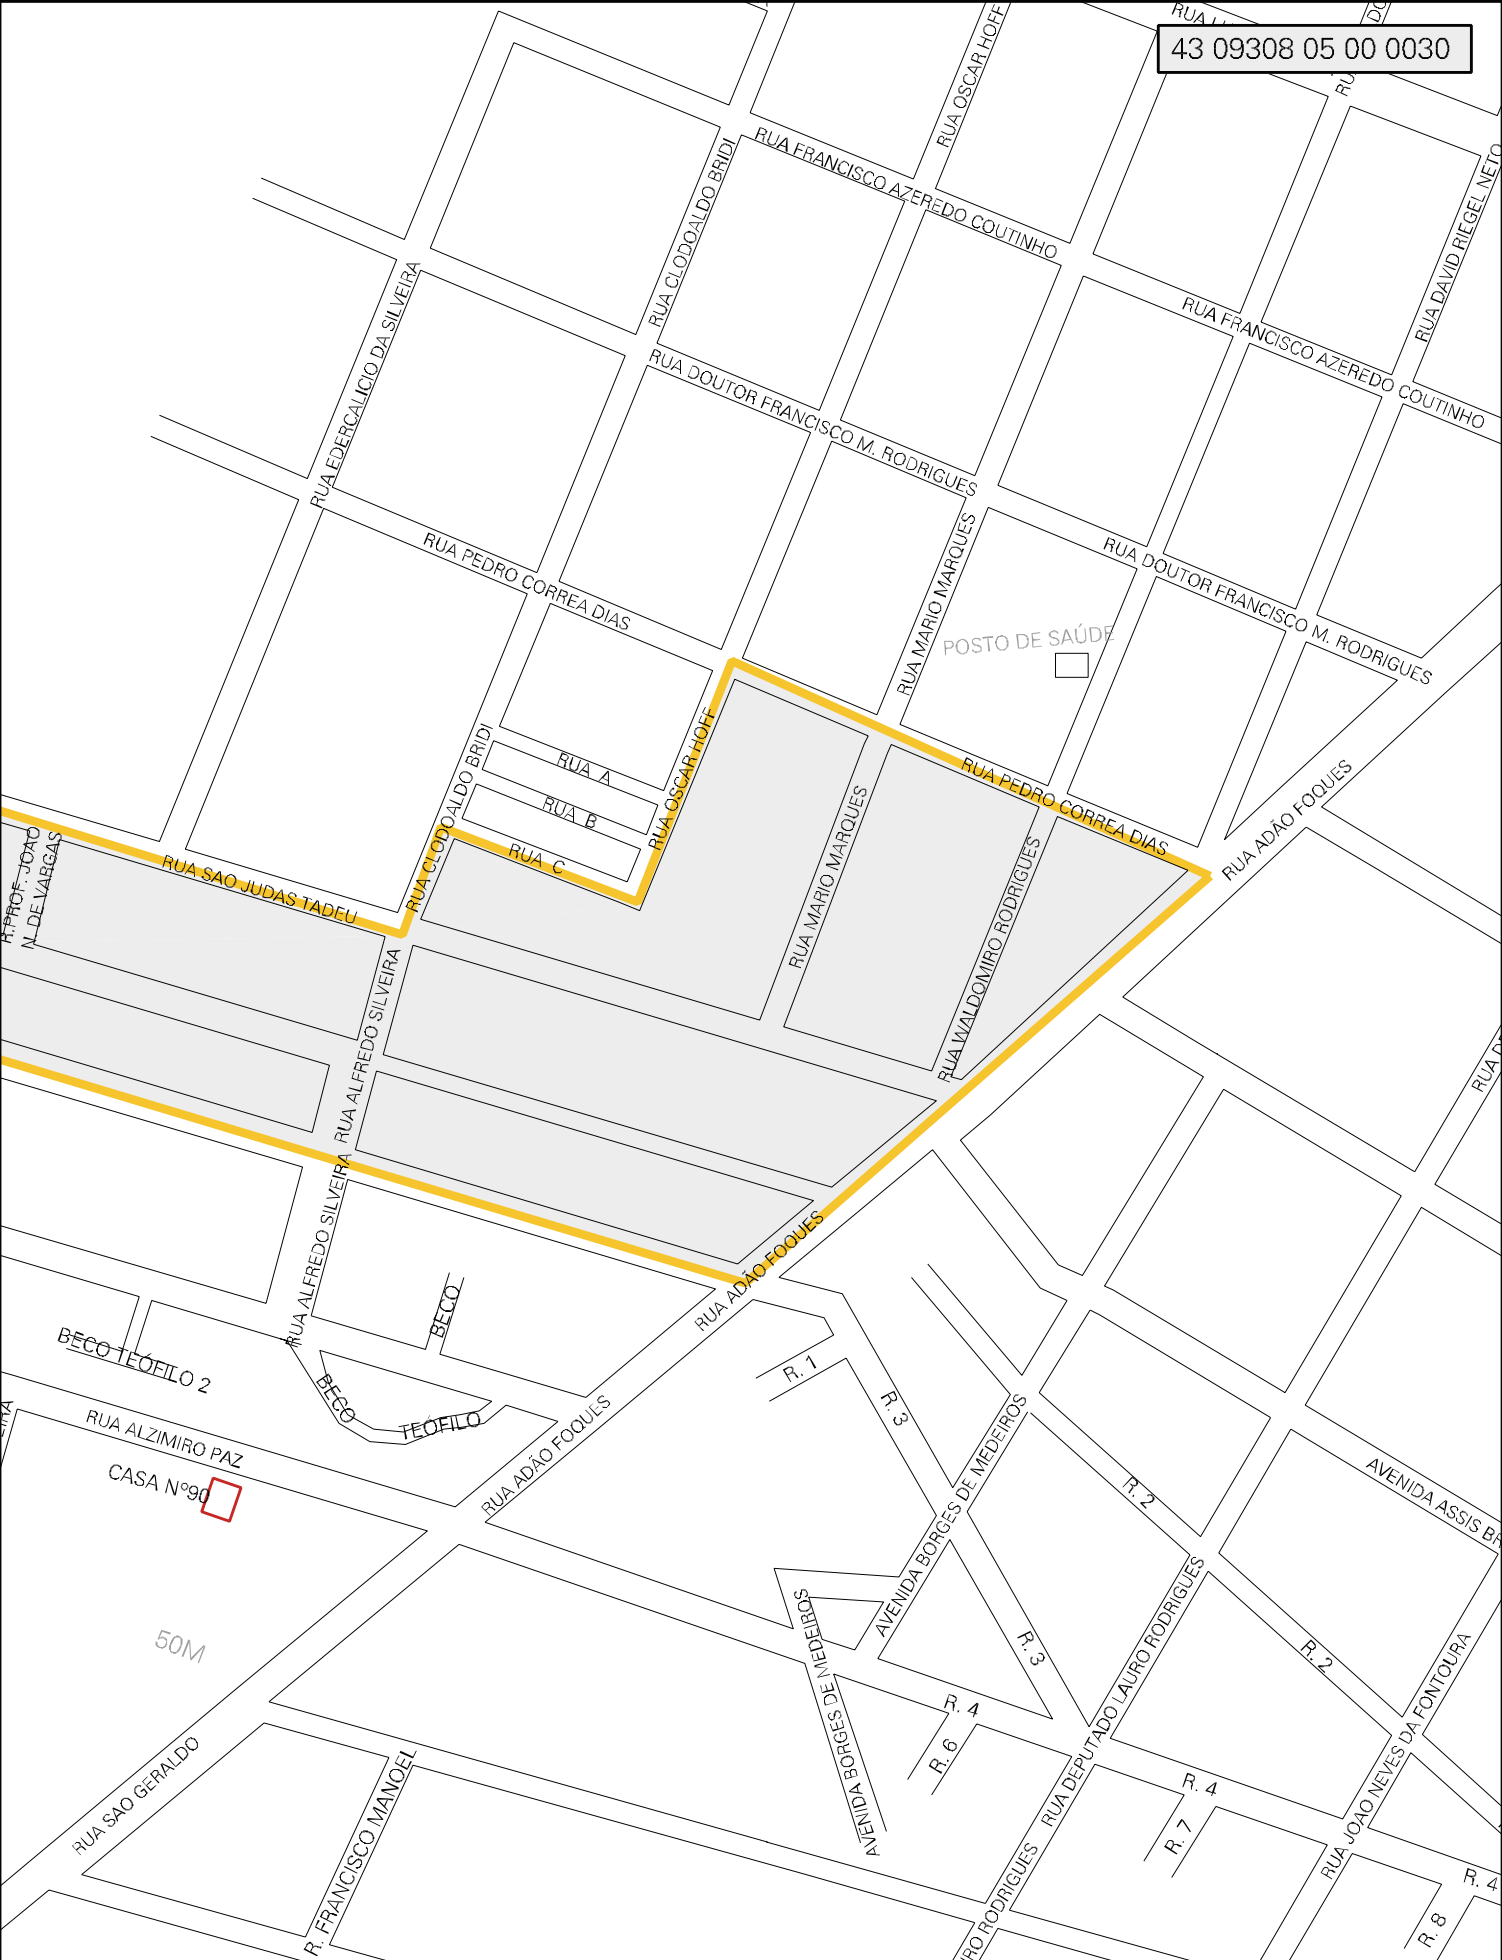 RUA OSCAR HOFF
43 09308 05 00 0030
RUA CLODOALDO BRIDI
RUA FRANCISCO AZEREDO COUTINHO
RUA DAVID RIEGEL NETO
RUA EDERCALICIO DA SILVEIRA
RUA FRANCISCO AZEREDO COUTINHO
RUA DOUTOR FRANCISCO M. RODRIGUES
RUA PEDRO CORREA DIAS
RUA MARIO MARQUES
RUA DOUTOR FRANCISCO M. RODRIGUES
POSTO DE SAÚDE
RUA CLODOALDO BRIDI
RUA A
RUA B
RUA C
RUA OSCAR HOFF
RUA PEDRO CORREA DIAS
RUA ADÃO FOQUES
RUA MARIO MARQUES
RUA WALDOMIRO RODRIGUES
R.PROF. JOAO
N. DE VARGAS
RUA SAO JUDAS TADEU
RUA ALFREDO SILVEIRA
RUA ALFREDO SILVEIRA
RUA ADÃO FOQUES
BECO
BECO TEÓFILO 2
BECO
TEÓFILO
R. 1
R. 3
RUA ALZIMIRO PAZ
CASA Nº90
RUA ADÃO FOQUES
AVENIDA BORGES DE MEDEIROS
R. 2
AVENIDA ASSIS BR
50M
AVENIDA BORGES DE MEDEIROS
R. 3
RUA DEPUTADO LAURO RODRIGUES
R. 2
RUA JOAO NEVES DA FONTOURA
R. 4
R. 6
R. 4
R. 7
RUA SAO GERALDO
R. FRANCISCO MANOEL
RO RODRIGUES
R. 4
R. 8